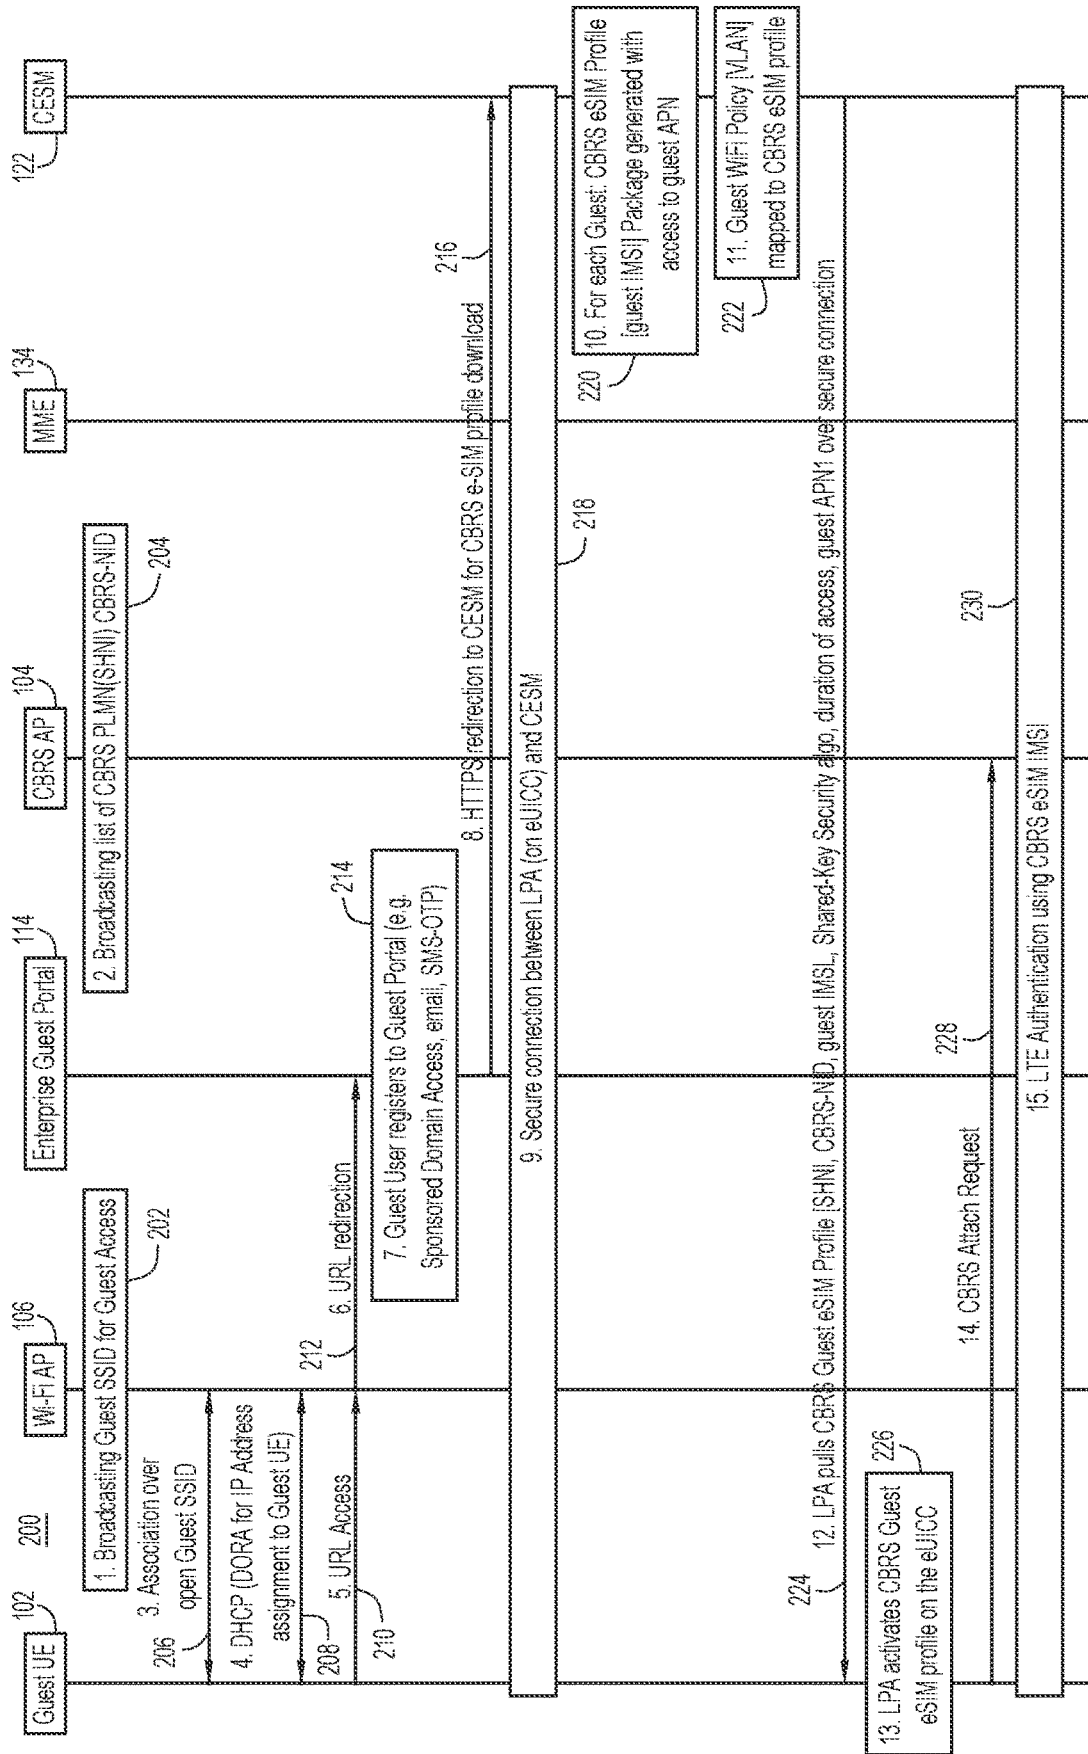 200
Guest UE
102
Wi-Fi AP
106
Enterprise Guest Portal
114
CBRS AP
104
MME
134
CESM
122
1. Broadcasting Guest SSID for Guest Access
202
2. Broadcasting list of CBRS PLMN(SHNI) CBRS-NID
204
3. Association over
open Guest SSID
206
4. DHCP (DORA for IP Address
assignment to Guest UE)
208
5. URL Access
210
6. URL redirection
212
7. Guest User registers to Guest Portal (e.g.
Sponsored Domain Access, email, SMS-OTP)
214
8. HTTPS redirection to CESM for CBRS e-SIM profile download
216
9. Secure connection between LPA (on eUICC) and CESM
218
10. For each Guest: CBRS eSIM Profile
[guest IMSI] Package generated with
access to guest APN
220
11. Guest WiFi Policy [VLAN]
mapped to CBRS eSIM profile
222
12. LPA pulls CBRS Guest eSIM Profile [SHNI, CBRS-NID, guest IMSL, Shared-Key Security algo, duration of access, guest APN1 over secure connection
224
13. LPA activates CBRS Guest
eSIM profile on the eUICC
226
14. CBRS Attach Request
228
15. LTE Authentication using CBRS eSIM IMSI
230